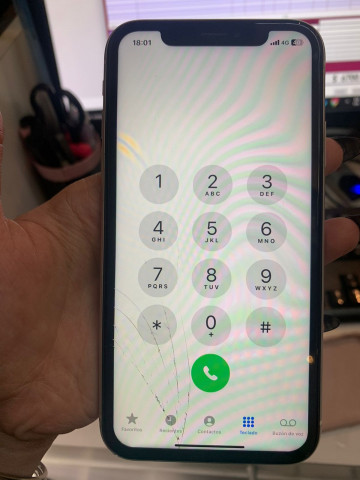 18:01 4G
1 2 3
ABC DEF
4 5 6
GHI JKL MNO
7 8 9
PQRS TUV WXYZ
* 0 #
+
Favoritos Recientes Contactos Teclado Buzón de voz